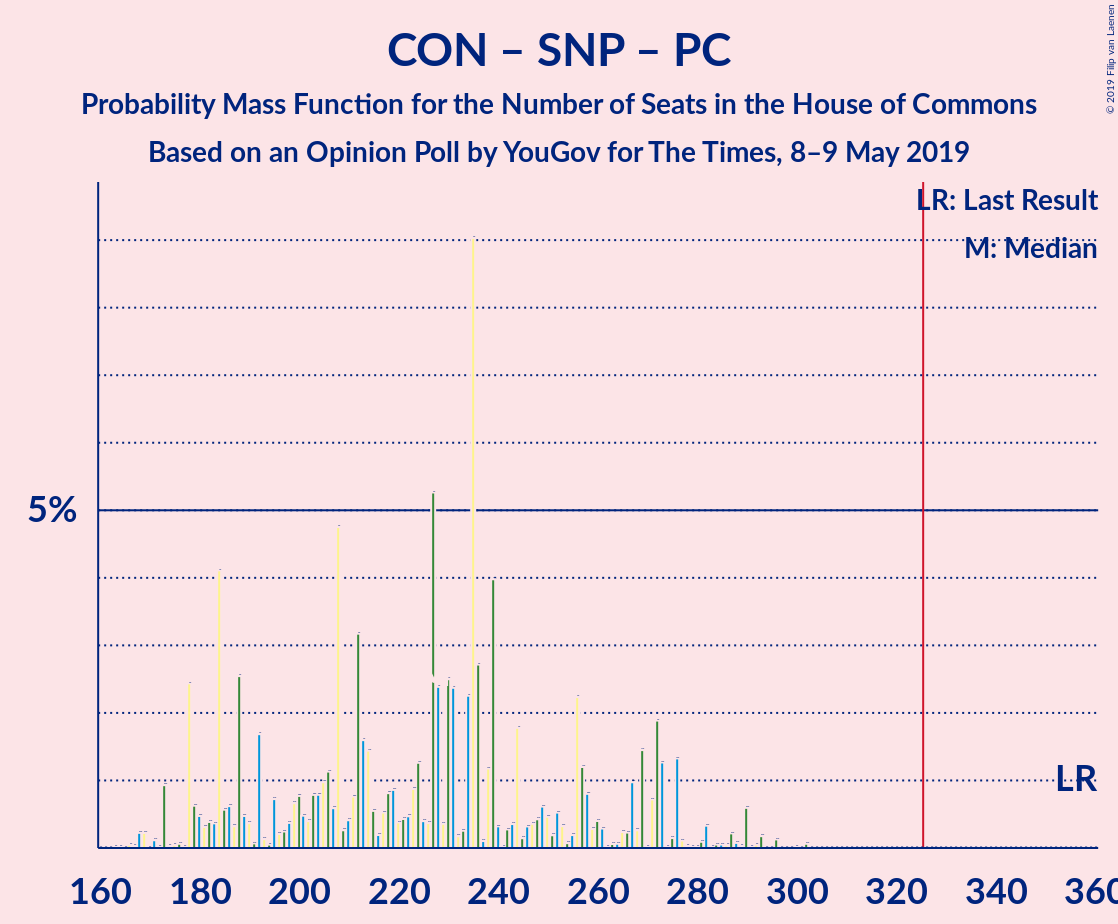 CON – SNP – PC
Probability Mass Function for the Number of Seats in the House of Commons
Based on an Opinion Poll by YouGov for The Times, 8–9 May 2019
© 2019 Filip van Laenen
LR: Last Result
M: Median
5%
LR
160 180 200 220 240 260 280 300 320 340 360